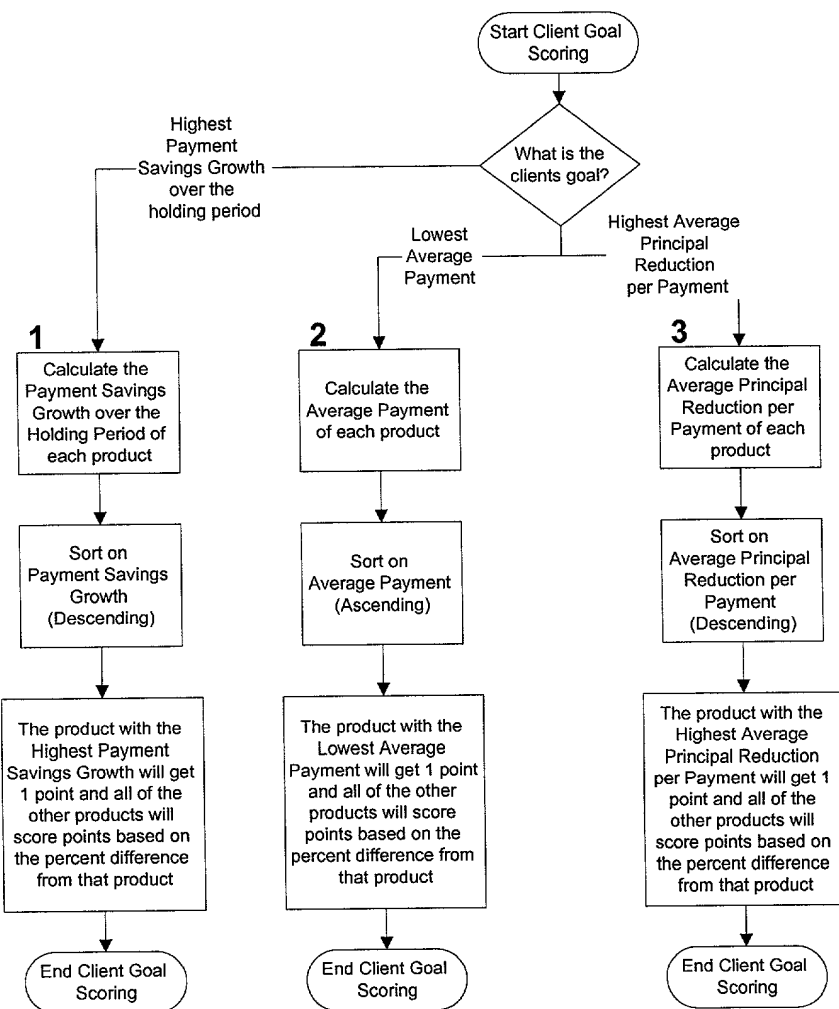 Start Client Goal
Scoring
What is the
clients goal?
Highest
Payment
Savings Growth
over the
holding period
Lowest
Average
Payment
Highest Average
Principal
Reduction
per Payment
1
Calculate the
Payment Savings
Growth over the
Holding Period of
each product
Sort on
Payment Savings
Growth
(Descending)
The product with the
Highest Payment
Savings Growth will get
1 point and all of the
other products will
score points based on
the percent difference
from that product
End Client Goal
Scoring
2
Calculate the
Average Payment
of each product
Sort on
Average Payment
(Ascending)
The product with the
Lowest Average
Payment will get 1 point
and all of the other
products will score
points based on the
percent difference from
that product
End Client Goal
Scoring
3
Calculate the
Average Principal
Reduction per
Payment of each
product
Sort on
Average Principal
Reduction per
Payment
(Descending)
The product with the
Highest Average
Principal Reduction
per Payment will get 1
point and all of the
other products will
score points based on
the percent difference
from that product
End Client Goal
Scoring